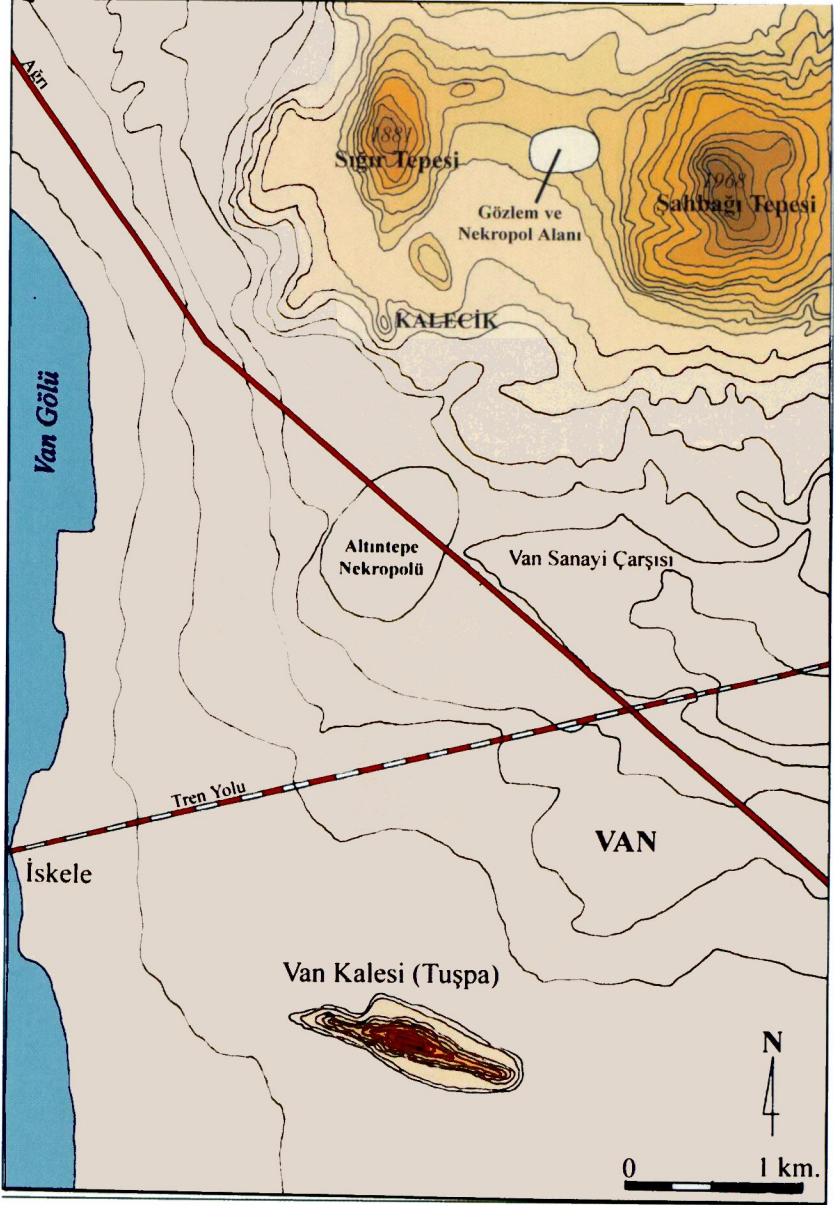 Ağrı
1881
Sığır Tepesi
1968
Şahbağı Tepesi
Gözlem ve
Nekropol Alanı
KALECİK
Van Gölü
Altıntepe
Nekropolü
Van Sanayi Çarşısı
Tren Yolu
VAN
İskele
Van Kalesi (Tuşpa)
N
0 1 km.